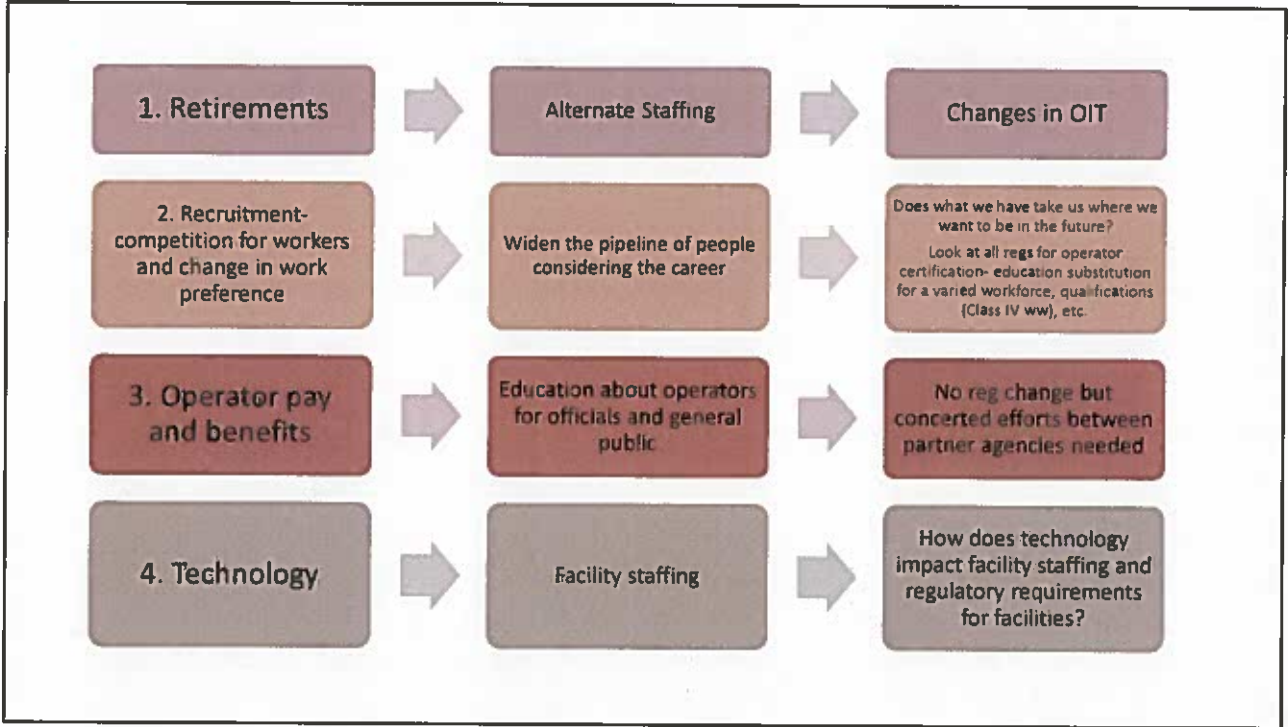 1. Retirements
Alternate Staffing
Changes in OIT
2. Recruitment-
competition for workers
and change in work
preference
Widen the pipeline of people
considering the career
Does what we have take us where we
want to be in the future?
Look at all regs for operator
certification- education substitution
for a varied workforce, qualifications
(Class IV ww), etc.
3. Operator pay
and benefits
Education about operators
for officials and general
public
No reg change but
concerted efforts between
partner agencies needed
4. Technology
Facility staffing
How does technology
impact facility staffing and
regulatory requirements
for facilities?